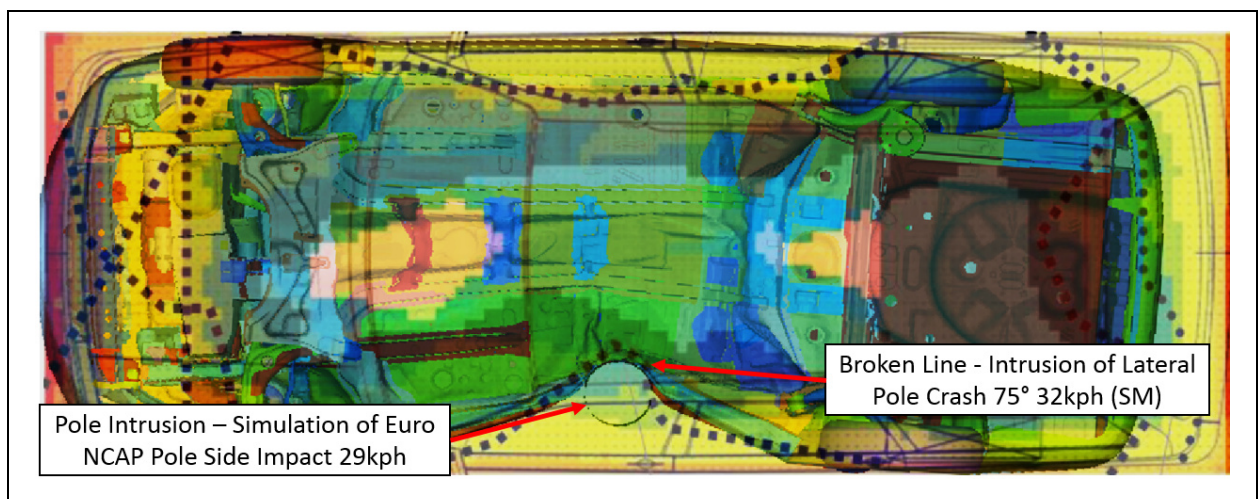 Broken Line - Intrusion of Lateral
Pole Crash 75° 32kph (SM)
Pole Intrusion – Simulation of Euro
NCAP Pole Side Impact 29kph